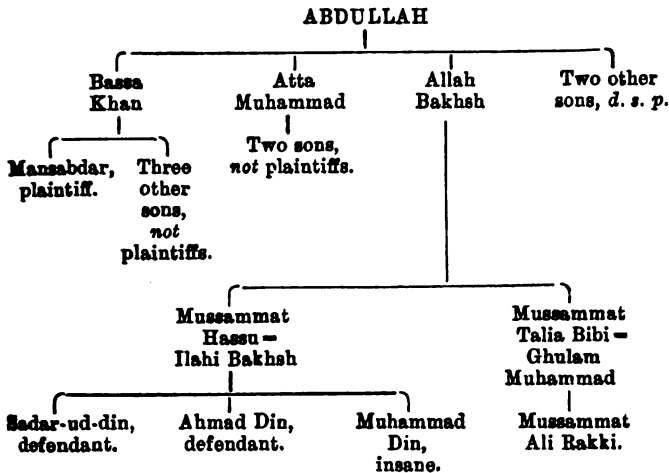 ABDULLAH
Bassa
Khan
Atta
Muhammad
Allah
Bakhsh
Two other
sons, d. s. p.
Mansabdar,
plaintiff.
Three
other
sons,
not
plaintiffs.
Two sons,
not plaintiffs.
Mussammat
Hassu=
Ilahi Bakhsh
Mussammat
Talia Bibi=
Ghulam
Muhammad
Sadar-ud-din,
defendant.
Ahmad Din,
defendant.
Muhammad
Din,
insane.
Mussammat
Ali Rakki.